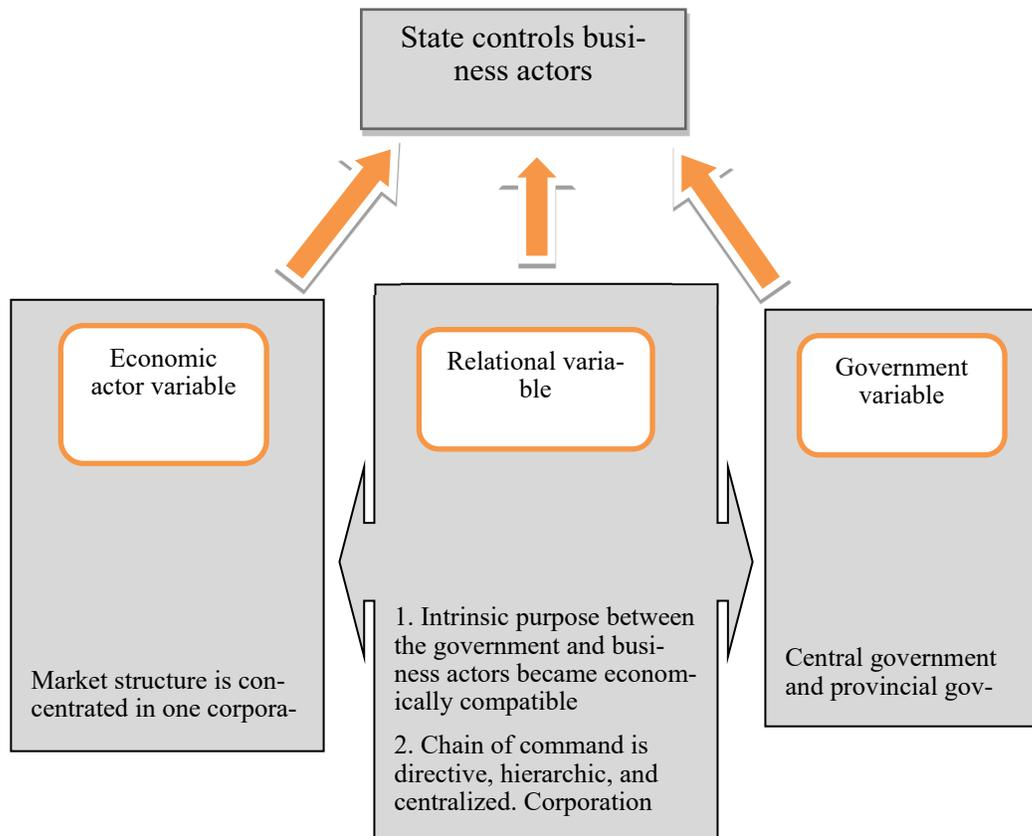 State controls busi-
ness actors
Economic
actor variable
Market structure is con-
centrated in one corpora-
Relational varia-
ble
1. Intrinsic purpose between
the government and busi-
ness actors became econom-
ically compatible
2. Chain of command is
directive, hierarchic, and
centralized. Corporation
Government
variable
Central government
and provincial gov-